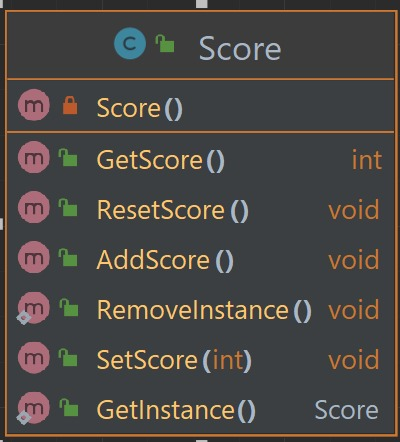 C Score
m Score()
m GetScore() int
m ResetScore() void
m AddScore() void
m RemoveInstance() void
m SetScore(int) void
m GetInstance() Score